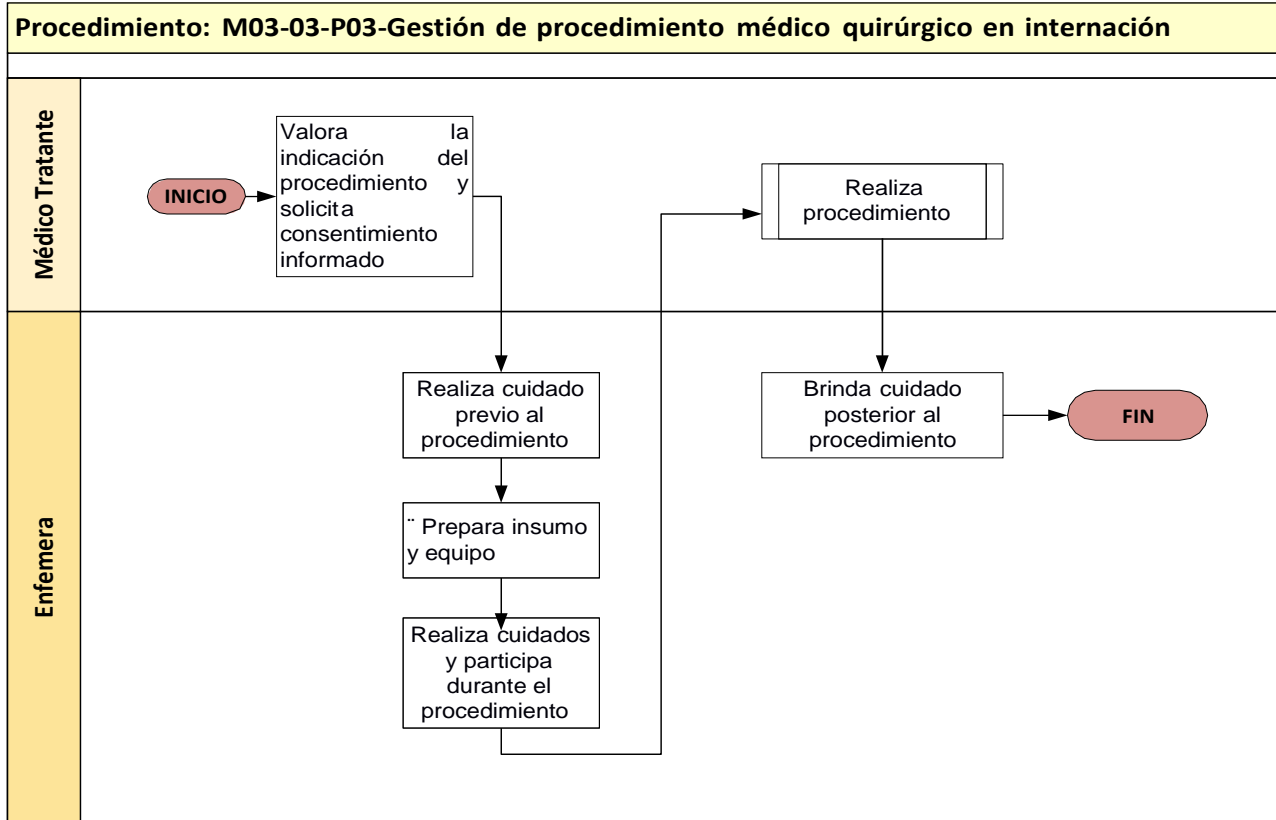 Procedimiento: M03-03-P03-Gestión de procedimiento médico quirúrgico en internación
Médico Tratante
INICIO
Valora la
indicación del
procedimiento y
solicita
consentimiento
informado
Realiza
procedimiento
Enfemera
Realiza cuidado
previo al
procedimiento
¨ Prepara insumo
y equipo
Realiza cuidados
y participa
durante el
procedimiento
Brinda cuidado
posterior al
procedimiento
FIN